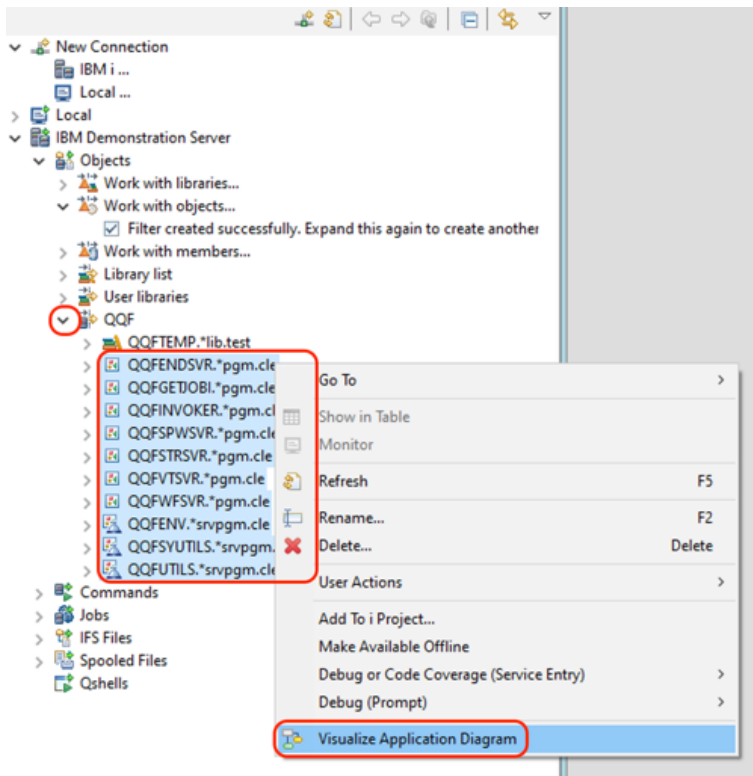 New Connection
IBM i ...
Local ...
Local
IBM Demonstration Server
Objects
Work with libraries...
Work with objects...
Filter created successfully. Expand this again to create another
Work with members...
Library list
User libraries
QQF
QQFTEMP.*lib.test
QQFENDSVR.*pgm.cle
QQFGETJOBI.*pgm.cle
QQFINVOKER.*pgm.cl
QQFSPWSVR.*pgm.cle
QQFSTRSVR.*pgm.cle
QQFVTSVR.*pgm.cle
QQFWFSVR.*pgm.cle
QQFENV.*srvpgm.cle
QQFSYUTILS.*srvpgm.
QQFUTILS.*srvpgm.cle
Commands
Jobs
IFS Files
Spooled Files
Qshells
Go To
Show in Table
Monitor
Refresh F5
Rename... F2
Delete... Delete
User Actions
Add To i Project...
Make Available Offline
Debug or Code Coverage (Service Entry)
Debug (Prompt)
Visualize Application Diagram